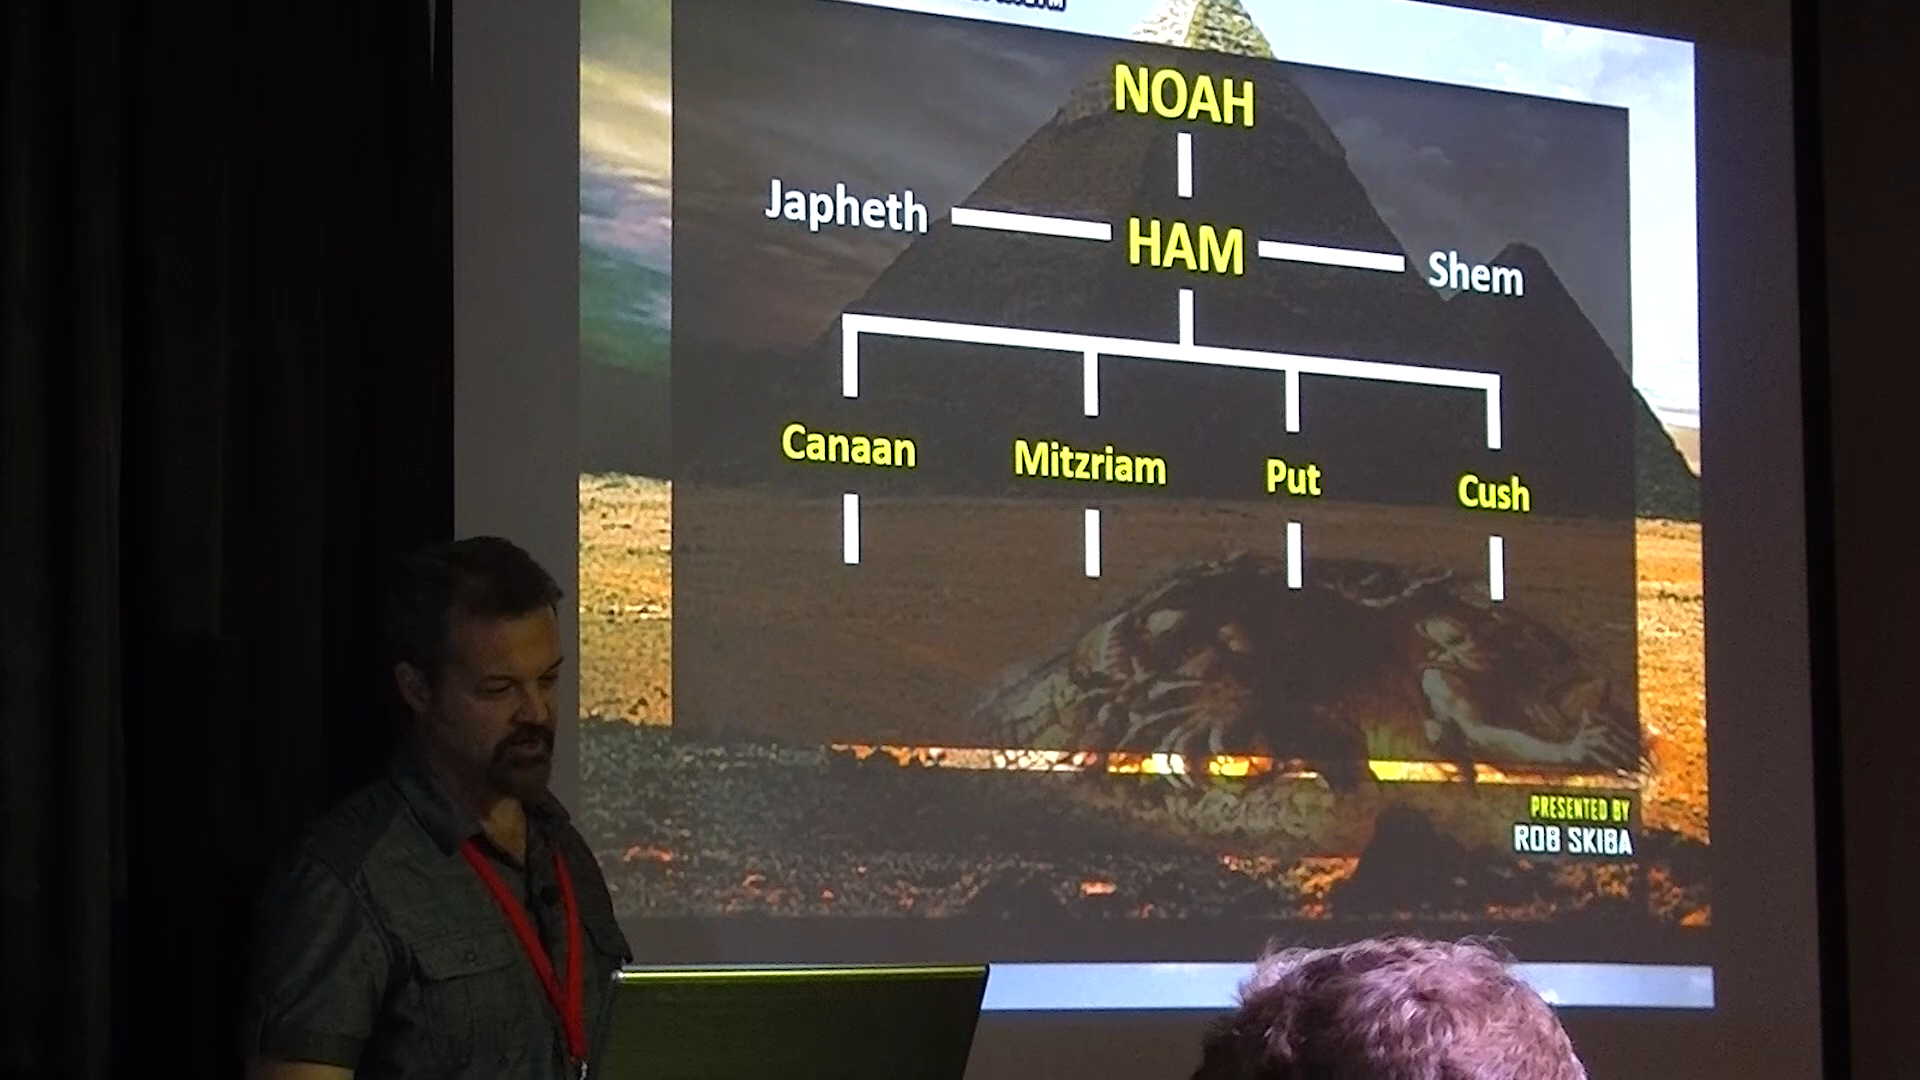 NOAH
Japheth HAM Shem
Canaan Mitzriam Put Cush
PRESENTED BY
ROB SKIBA